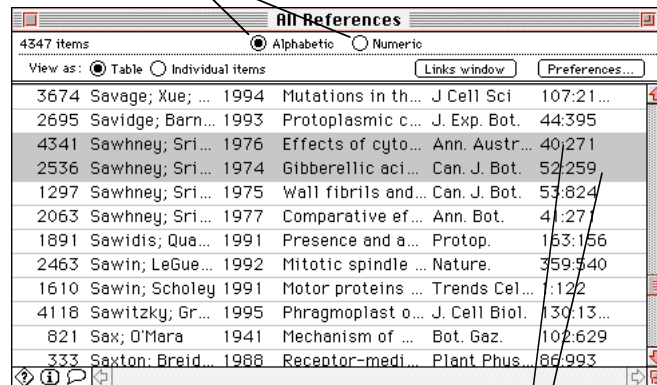 All References
4347 items Alphabetic Numeric
View as: Table Individual items Links window Preferences...
3674 Savage; Xue; ... 1994 Mutations in th... J Cell Sci 107:21...
2695 Savidge; Barn... 1993 Protoplasmic c... J. Exp. Bot. 44:395
4341 Sawhney; Sri... 1976 Effects of cyto... Ann. Austr... 40:271
2536 Sawhney; Sri... 1974 Gibberellic aci... Can. J. Bot. 52:259
1297 Sawhney; Sri... 1975 Wall fibrils and... Can. J. Bot. 53:824
2063 Sawhney; Sri... 1977 Comparative ef... Ann. Bot. 41:271
1891 Sawidis; Qua... 1991 Presence and a... Protop. 163:156
2463 Sawin; LeGue... 1992 Mitotic spindle ... Nature. 359:540
1610 Sawin; Scholey 1991 Motor proteins ... Trends Cel... 1:122
4118 Sawitzky; Gr... 1995 Phragmoplast o... J. Cell Biol. 130:13...
821 Sax; O'Mara 1941 Mechanism of ... Bot. Gaz. 102:629
333 Saxton; Breid... 1988 Receptor-medi... Plant Phus... 86:993